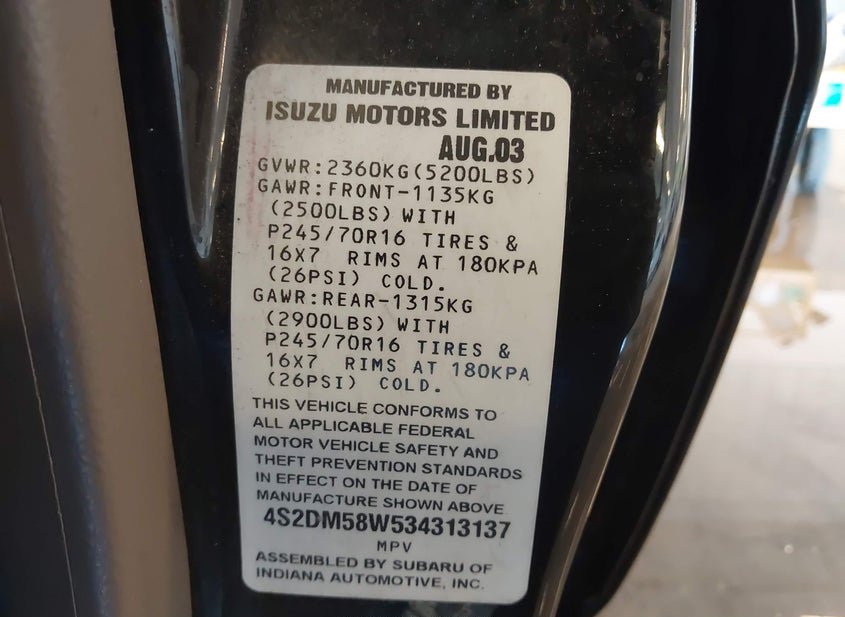 MANUFACTURED BY
ISUZU MOTORS LIMITED
AUG.03
GVWR:2360KG(5200LBS)
GAWR:FRONT-1135KG
(2500LBS) WITH
P245/70R16 TIRES &
16X7 RIMS AT 180KPA
(26PSI) COLD.
GAWR:REAR-1315KG
(2900LBS) WITH
P245/70R16 TIRES &
16X7 RIMS AT 180KPA
(26PSI) COLD.
THIS VEHICLE CONFORMS TO
ALL APPLICABLE FEDERAL
MOTOR VEHICLE SAFETY AND
THEFT PREVENTION STANDARDS
IN EFFECT ON THE DATE OF
MANUFACTURE SHOWN ABOVE
4S2DM58W534313137
MPV
ASSEMBLED BY SUBARU OF
INDIANA AUTOMOTIVE, INC.